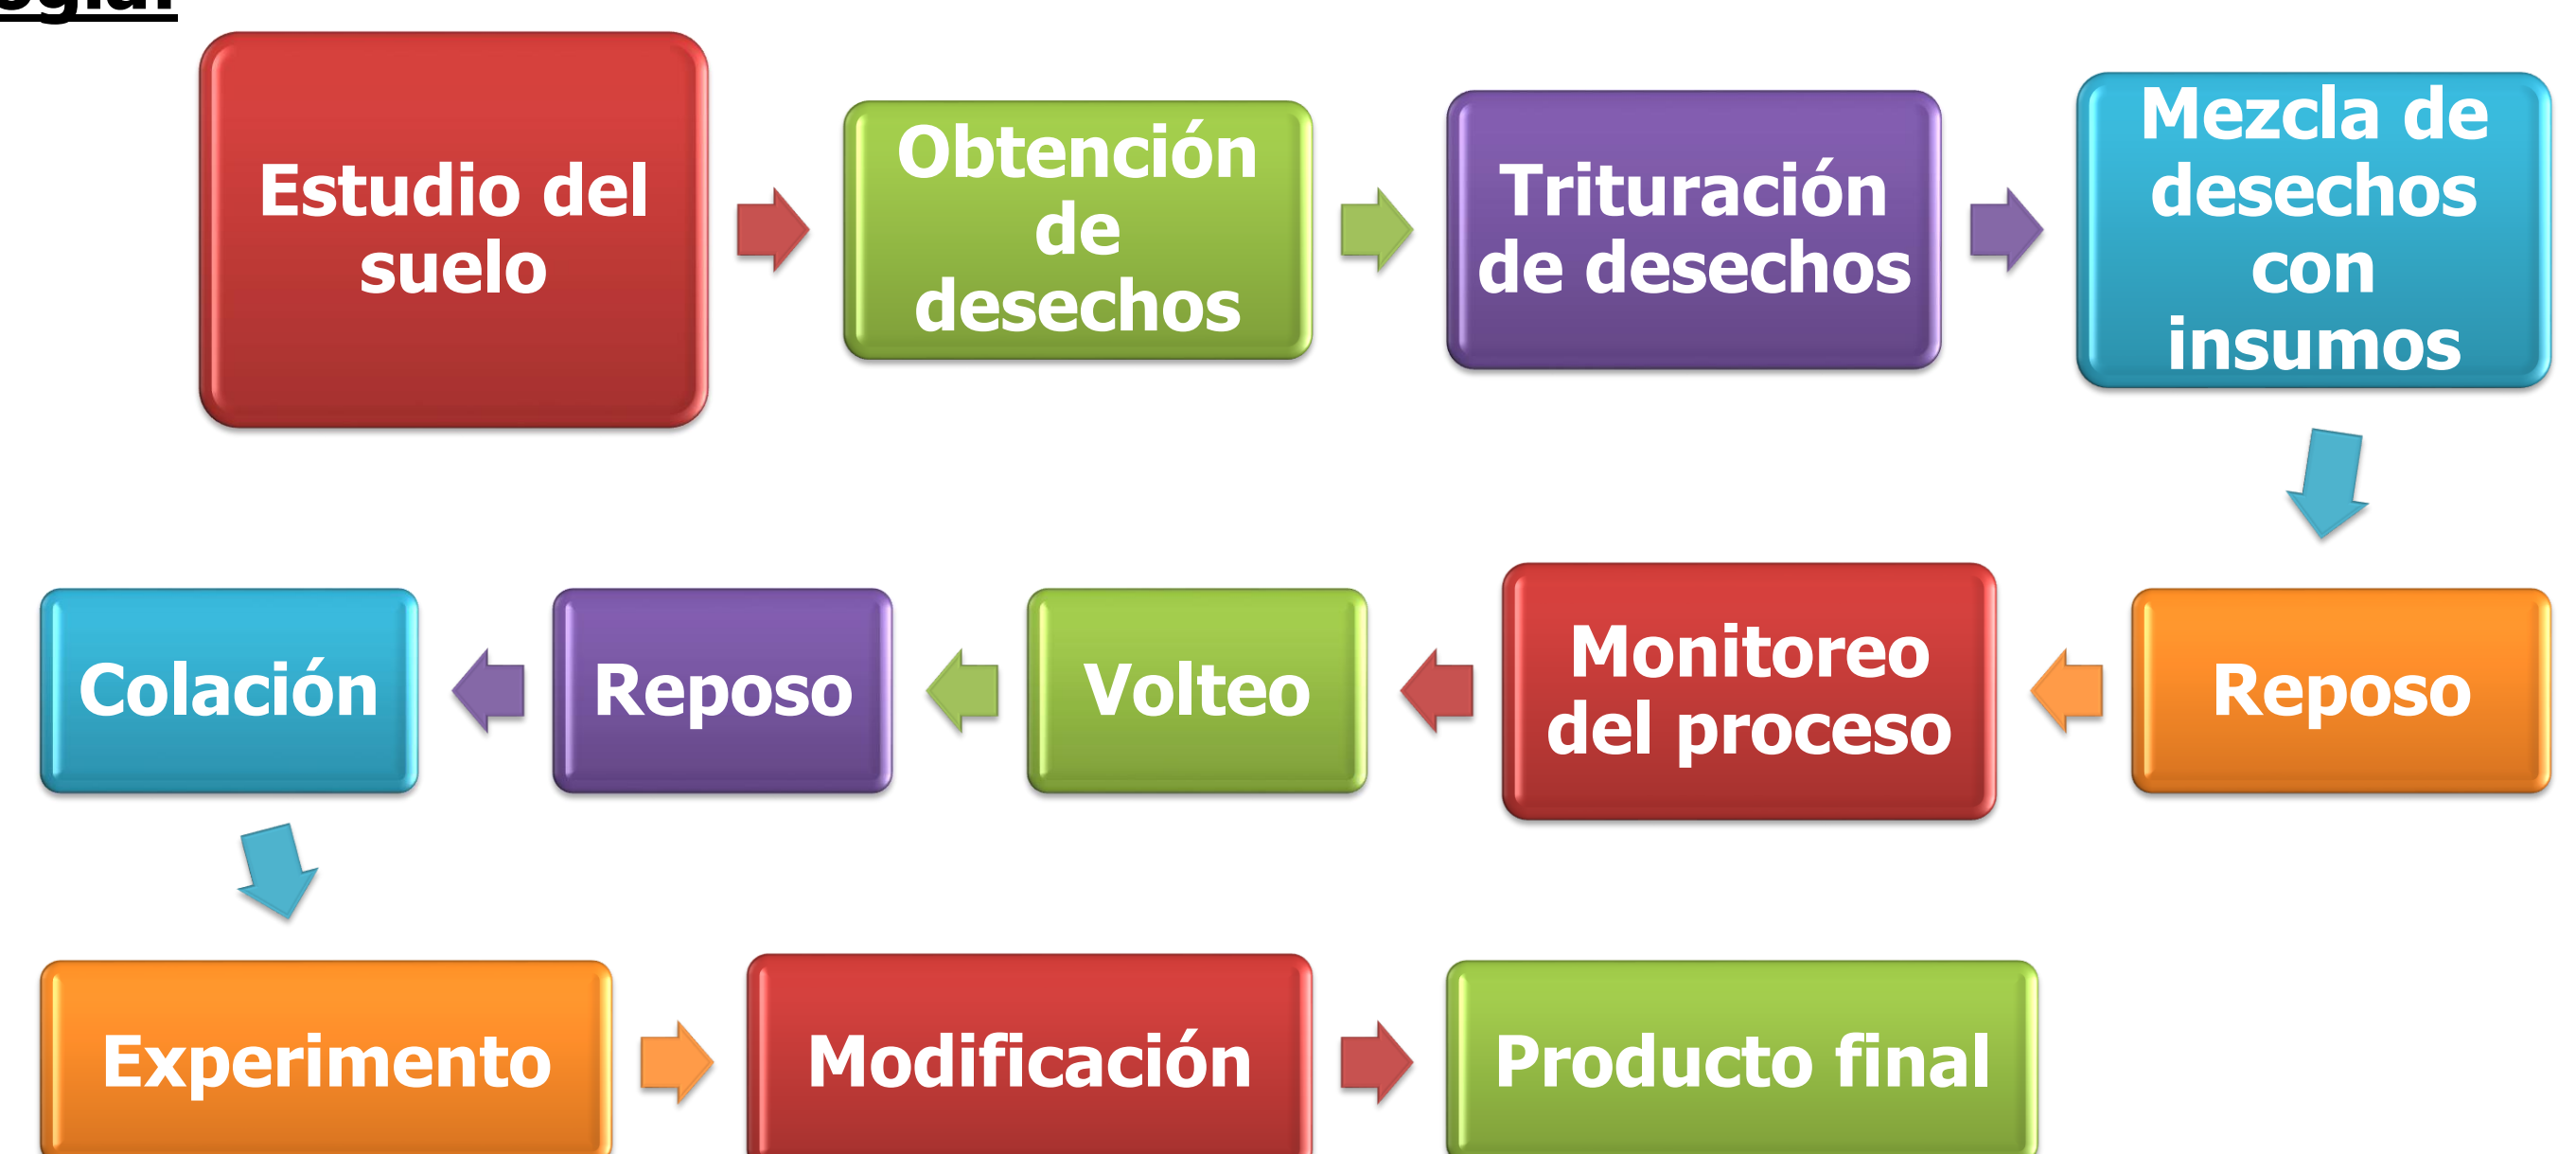 Estudio del
suelo
Obtención
de
desechos
Trituración
de desechos
Mezcla de
desechos
con
insumos
Reposo
Monitoreo
del proceso
Volteo
Reposo
Colación
Experimento
Modificación
Producto final